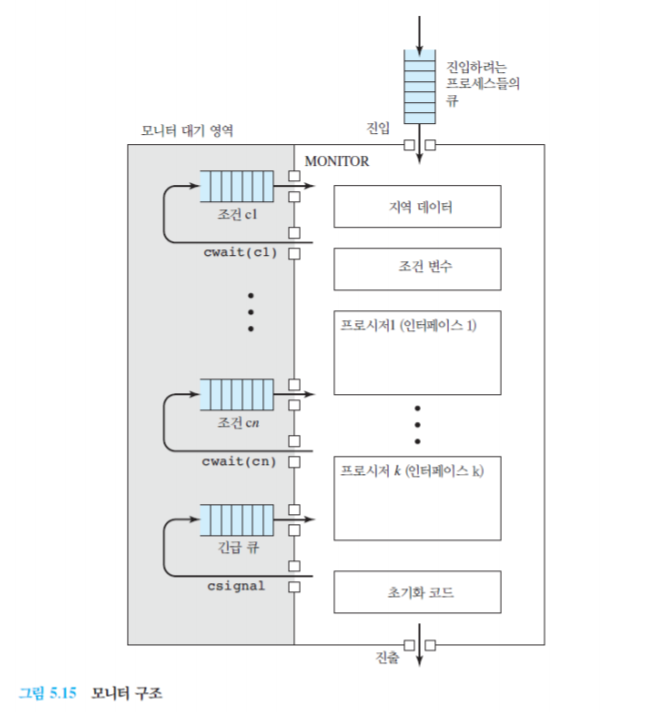 진입하려는
프로세스들의
큐
진입
모니터 대기 영역
MONITOR
조건 c1
cwait(c1)
지역 데이터
조건 변수
프로시저1 (인터페이스 1)
조건 cn
cwait(cn)
프로시저 k (인터페이스 k)
긴급 큐
csignal
초기화 코드
진출
그림 5.15 모니터 구조